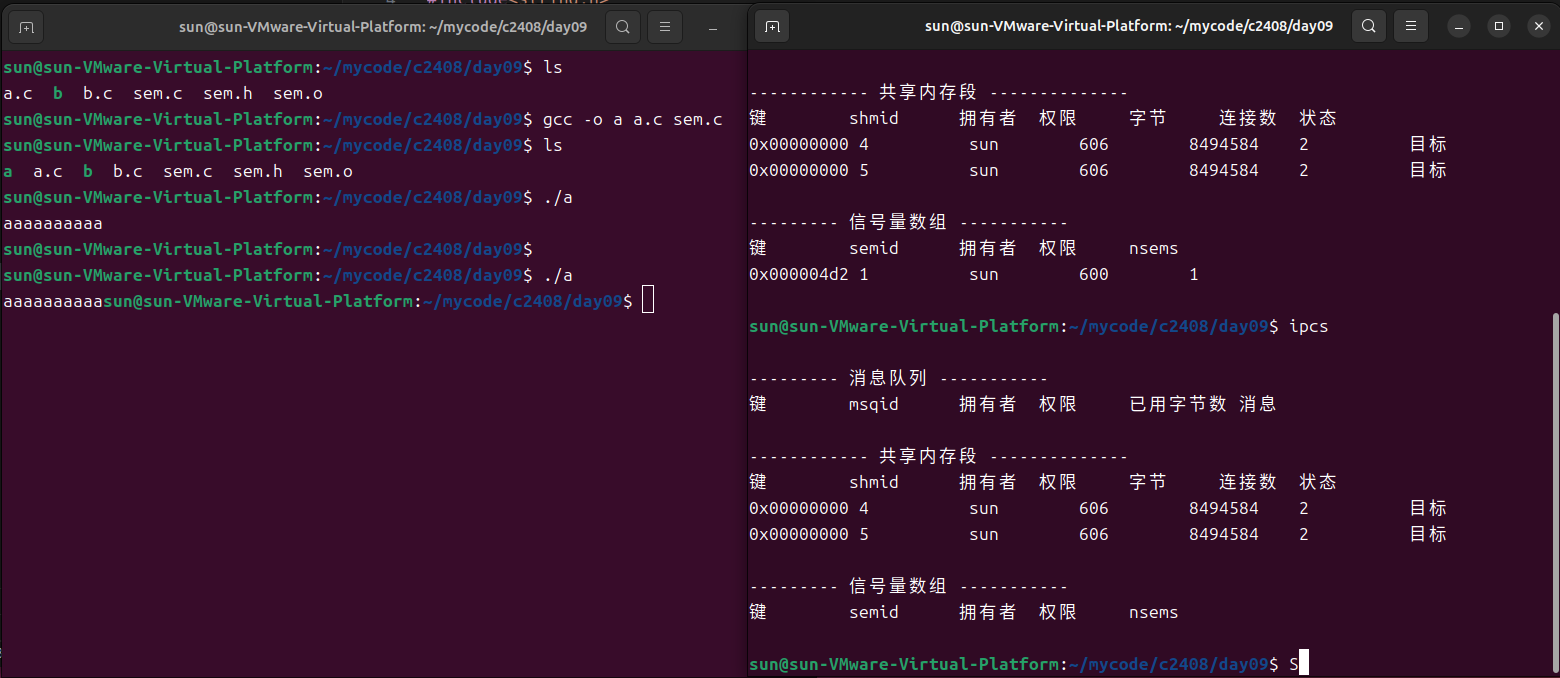 sun@sun-VMware-Virtual-Platform: ~/mycode/c2408/day09
sun@sun-VMware-Virtual-Platform:~/mycode/c2408/day09$ ls
a.c  b  b.c  sem.c  sem.h  sem.o
sun@sun-VMware-Virtual-Platform:~/mycode/c2408/day09$ gcc -o a a.c sem.c
sun@sun-VMware-Virtual-Platform:~/mycode/c2408/day09$ ls
a  a.c  b  b.c  sem.c  sem.h  sem.o
sun@sun-VMware-Virtual-Platform:~/mycode/c2408/day09$ ./a
aaaaaaaaaa
sun@sun-VMware-Virtual-Platform:~/mycode/c2408/day09$
sun@sun-VMware-Virtual-Platform:~/mycode/c2408/day09$ ./a
aaaaaaaaaasun@sun-VMware-Virtual-Platform:~/mycode/c2408/day09$
sun@sun-VMware-Virtual-Platform: ~/mycode/c2408/day09
------------ 共享内存段 --------------
键        shmid      拥有者  权限     字节     连接数  状态
0x00000000 4          sun        606        8494584    2          目标
0x00000000 5          sun        606        8494584    2          目标
--------- 信号量数组 -----------
键        semid      拥有者  权限     nsems
0x000004d2 1          sun        600        1
sun@sun-VMware-Virtual-Platform:~/mycode/c2408/day09$ ipcs
--------- 消息队列 -----------
键        msqid      拥有者  权限     已用字节数 消息
------------ 共享内存段 --------------
键        shmid      拥有者  权限     字节     连接数  状态
0x00000000 4          sun        606        8494584    2          目标
0x00000000 5          sun        606        8494584    2          目标
--------- 信号量数组 -----------
键        semid      拥有者  权限     nsems
sun@sun-VMware-Virtual-Platform:~/mycode/c2408/day09$ S